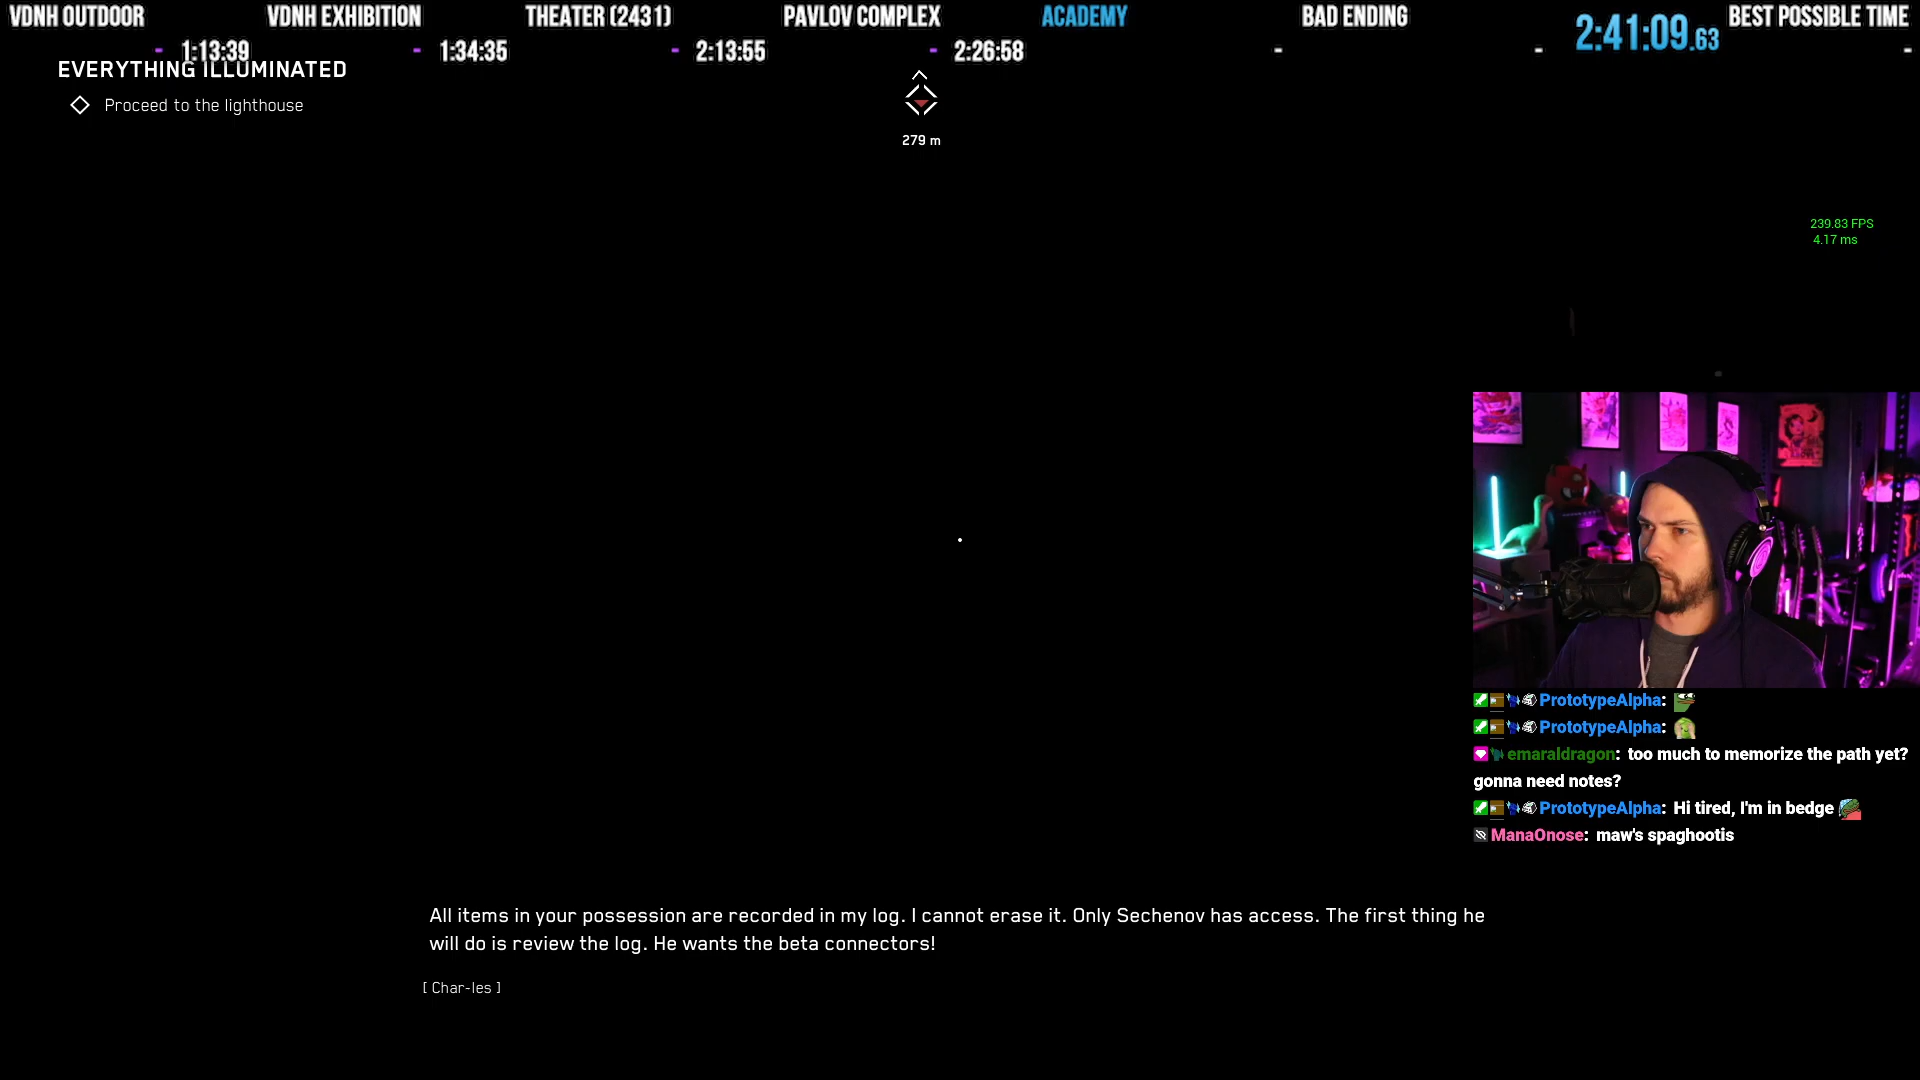 VDNH OUTDOOR
VDNH EXHIBITION
THEATER (2431)
PAVLOV COMPLEX
ACADEMY
BAD ENDING
2:41:09.63
BEST POSSIBLE TIME
- 1:13:39
- 1:34:35
- 2:13:55
- 2:26:58
-
-
-
EVERYTHING ILLUMINATED
Proceed to the lighthouse
279 m
239.83 FPS
4.17 ms
PrototypeAlpha:
PrototypeAlpha:
emaraldragon: too much to memorize the path yet?
gonna need notes?
PrototypeAlpha: Hi tired, I'm in bedge
ManaOnose: maw's spaghootis
All items in your possession are recorded in my log. I cannot erase it. Only Sechenov has access. The first thing he
will do is review the log. He wants the beta connectors!
[ Char-les ]